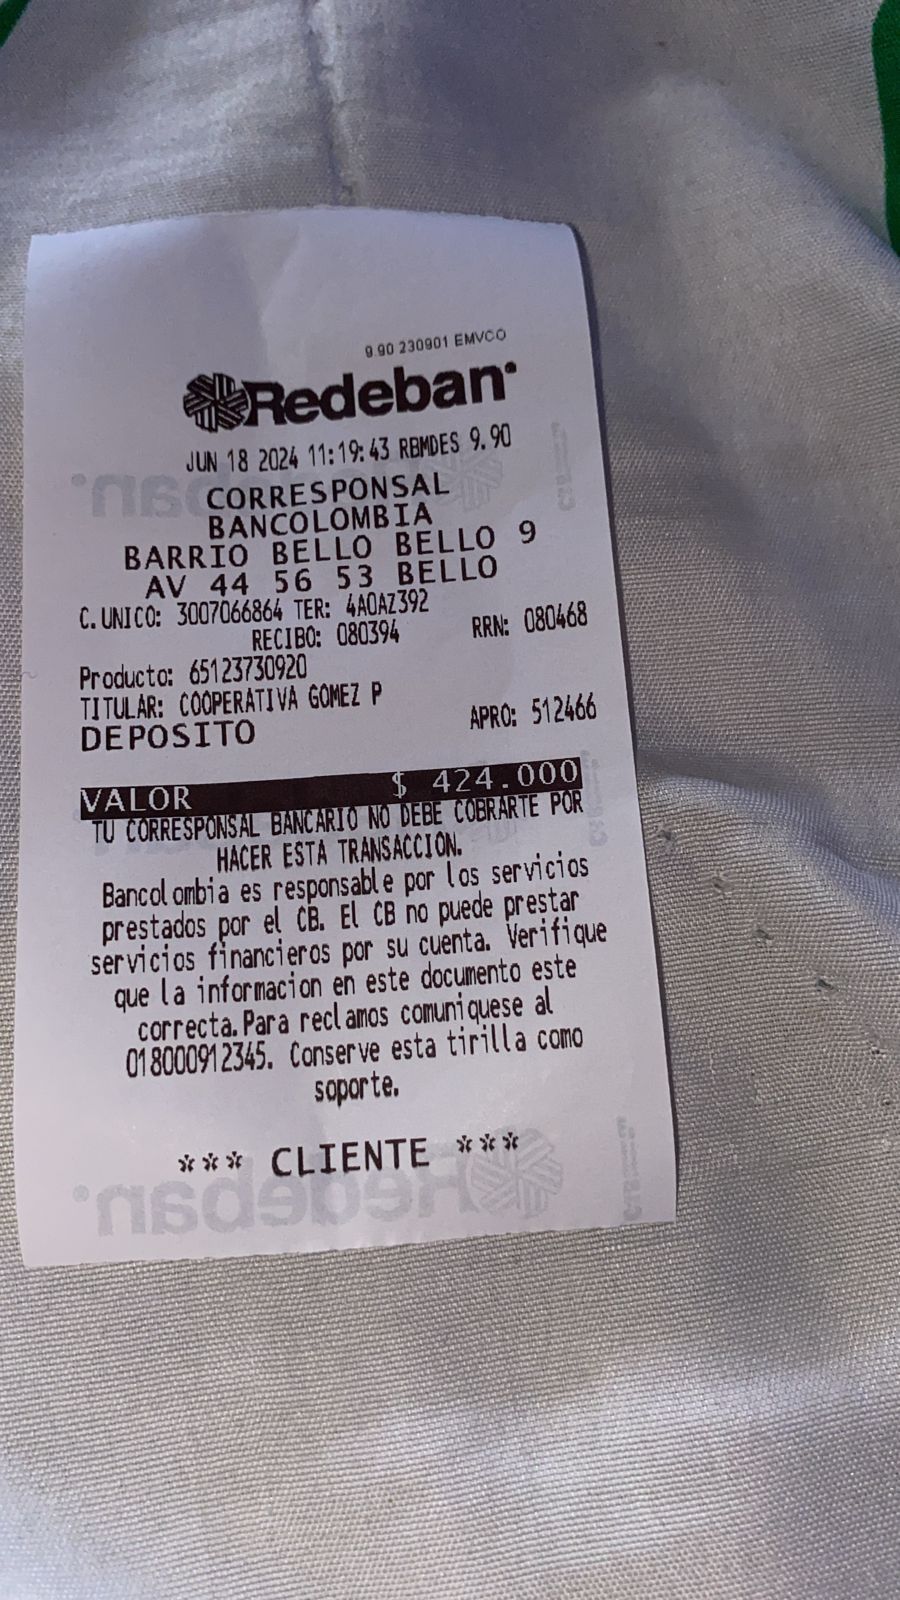 9.90 230901 EMVCO
Redeban
JUN 18 2024 11:19:43 RBMDES 9.90
CORRESPONSAL
BANCOLOMBIA
BARRIO BELLO BELLO 9
AV 44 56 53 BELLO
C.UNICO: 3007066864 TER: 4A0AZ392
RECIBO: 080394 RRN: 080468
Producto: 65123730920
TITULAR: COOPERATIVA GOMEZ P
DEPOSITO APRO: 512466
VALOR $ 424.000
TU CORRESPONSAL BANCARIO NO DEBE COBRARTE POR
HACER ESTA TRANSACCION.
Bancolombia es responsable por los servicios
prestados por el CB. El CB no puede prestar
servicios financieros por su cuenta. Verifique
que la informacion en este documento este
correcta.Para reclamos comuniquese al
018000912345. Conserve esta tirilla como
soporte.
*** CLIENTE ***
Redeban